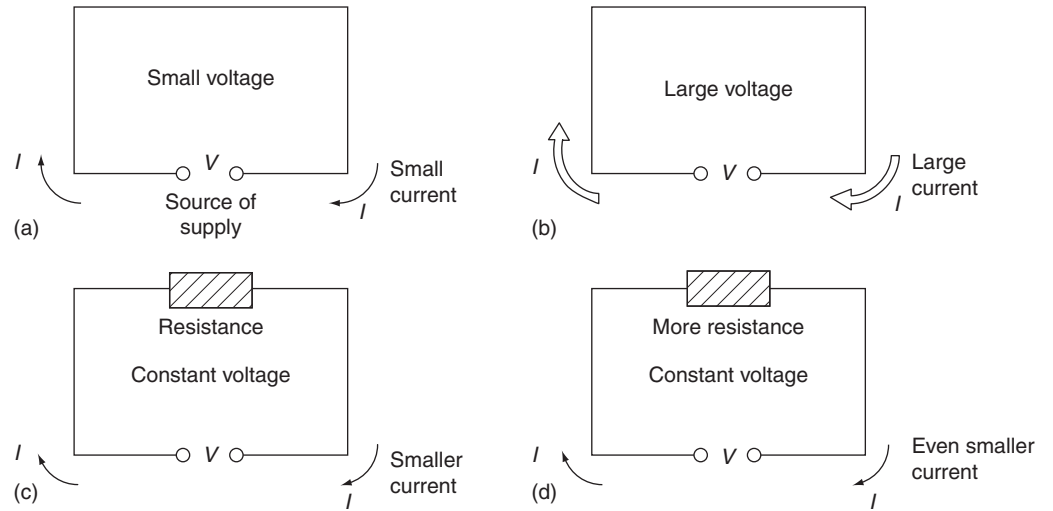 Small voltage
I
V
Small
current
I
Source of
supply
(a)
Large voltage
I
V
Large
current
I
(b)
Resistance
Constant voltage
I
V
Smaller
current
I
(c)
More resistance
Constant voltage
I
V
Even smaller
current
I
(d)